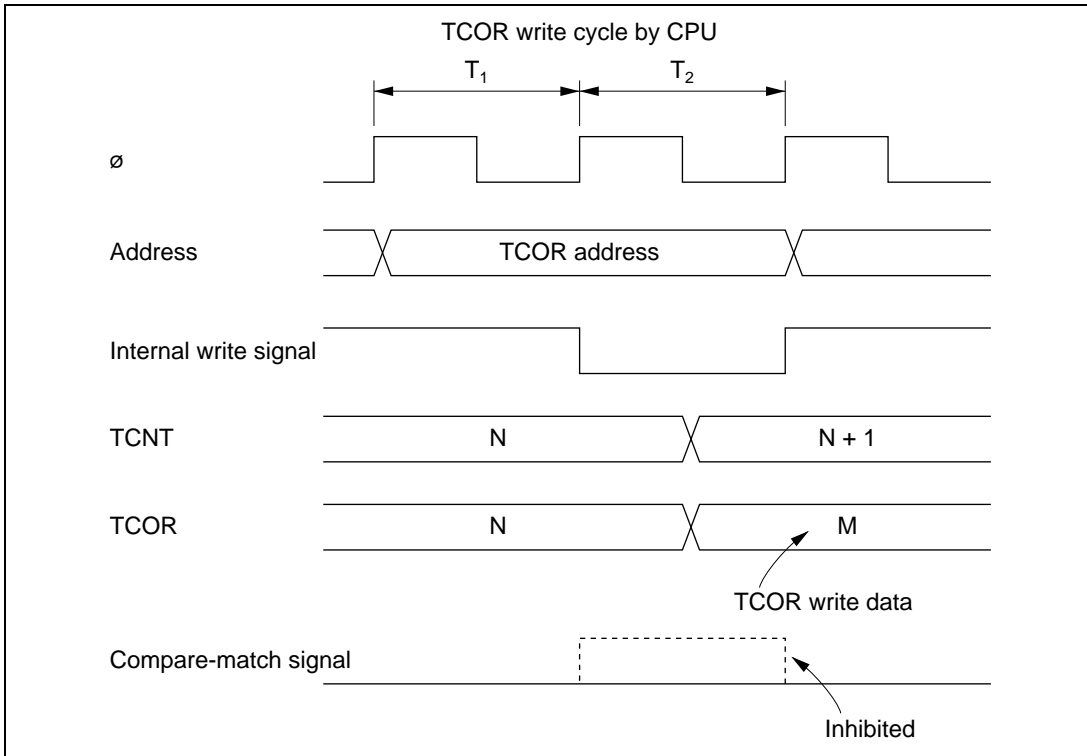 TCOR write cycle by CPU
T1 T2
ø
Address TCOR address
Internal write signal
TCNT N N + 1
TCOR N M
TCOR write data
Compare-match signal
Inhibited